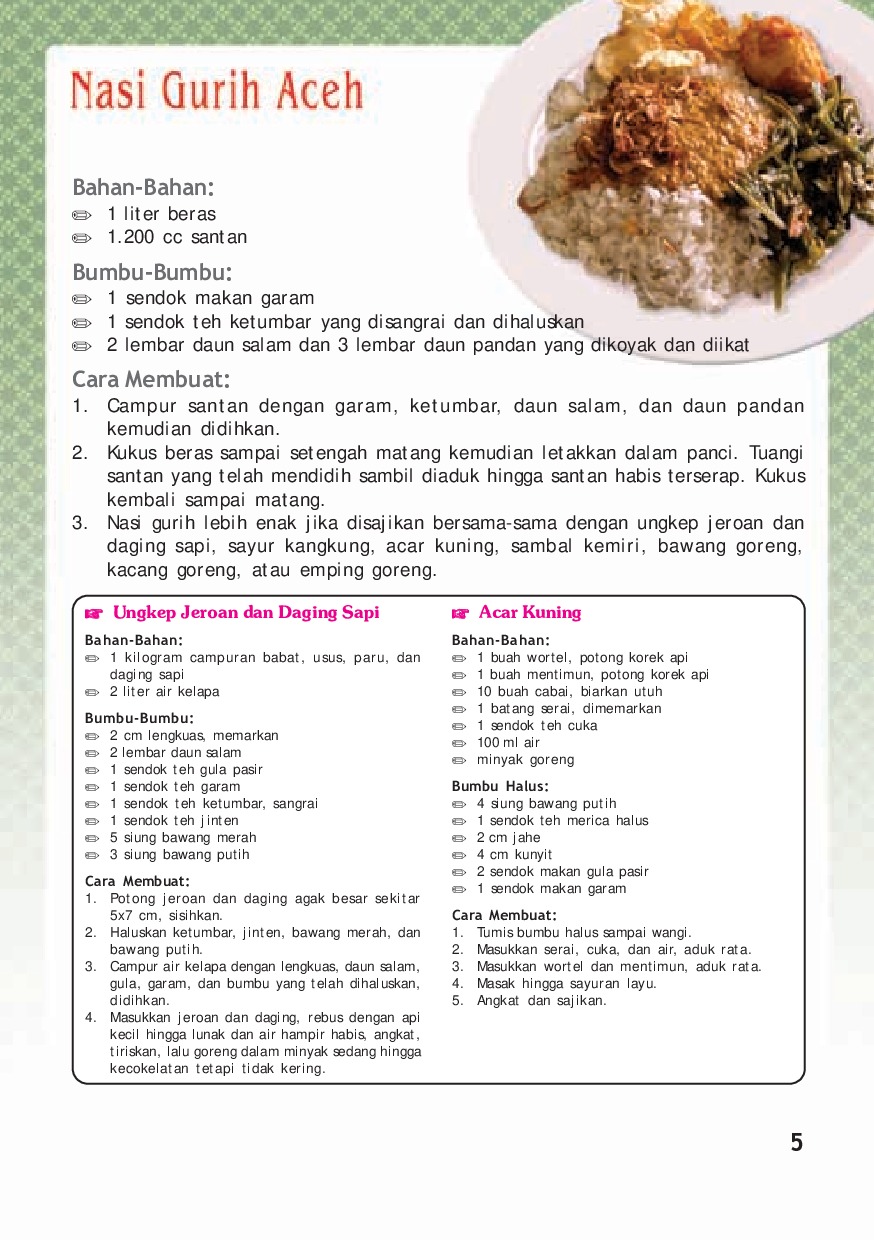 Nasi Gurih Aceh
Bahan-Bahan:
1 liter beras
1.200 cc santan
Bumbu-Bumbu:
1 sendok makan garam
1 sendok teh ketumbar yang disangrai dan dihaluskan
2 lembar daun salam dan 3 lembar daun pandan yang dikoyak dan diikat
Cara Membuat:
1. Campur santan dengan garam, ketumbar, daun salam, dan daun pandan
kemudian didihkan.
2. Kukus beras sampai setengah matang kemudian letakkan dalam panci. Tuangi
santan yang telah mendidih sambil diaduk hingga santan habis terserap. Kukus
kembali sampai matang.
3. Nasi gurih lebih enak jika disajikan bersama-sama dengan ungkep jeroan dan
daging sapi, sayur kangkung, acar kuning, sambal kemiri, bawang goreng,
kacang goreng, atau emping goreng.
Ungkep Jeroan dan Daging Sapi
Bahan-Bahan:
1 kilogram campuran babat, usus, paru, dan
daging sapi
2 liter air kelapa
Bumbu-Bumbu:
2 cm lengkuas, memarkan
2 lembar daun salam
1 sendok teh gula pasir
1 sendok teh garam
1 sendok teh ketumbar, sangrai
1 sendok teh jinten
5 siung bawang merah
3 siung bawang putih
Cara Membuat:
1. Potong jeroan dan daging agak besar sekitar
5x7 cm, sisihkan.
2. Haluskan ketumbar, jinten, bawang merah, dan
bawang putih.
3. Campur air kelapa dengan lengkuas, daun salam,
gula, garam, dan bumbu yang telah dihaluskan,
didihkan.
4. Masukkan jeroan dan daging, rebus dengan api
kecil hingga lunak dan air hampir habis, angkat,
tiriskan, lalu goreng dalam minyak sedang hingga
kecokelatan tetapi tidak kering.
Acar Kuning
Bahan-Bahan:
1 buah wortel, potong korek api
1 buah mentimun, potong korek api
10 buah cabai, biarkan utuh
1 batang serai, dimemarkan
1 sendok teh cuka
100 ml air
minyak goreng
Bumbu Halus:
4 siung bawang putih
1 sendok teh merica halus
2 cm jahe
4 cm kunyit
2 sendok makan gula pasir
1 sendok makan garam
Cara Membuat:
1. Tumis bumbu halus sampai wangi.
2. Masukkan serai, cuka, dan air, aduk rata.
3. Masukkan wortel dan mentimun, aduk rata.
4. Masak hingga sayuran layu.
5. Angkat dan sajikan.
5